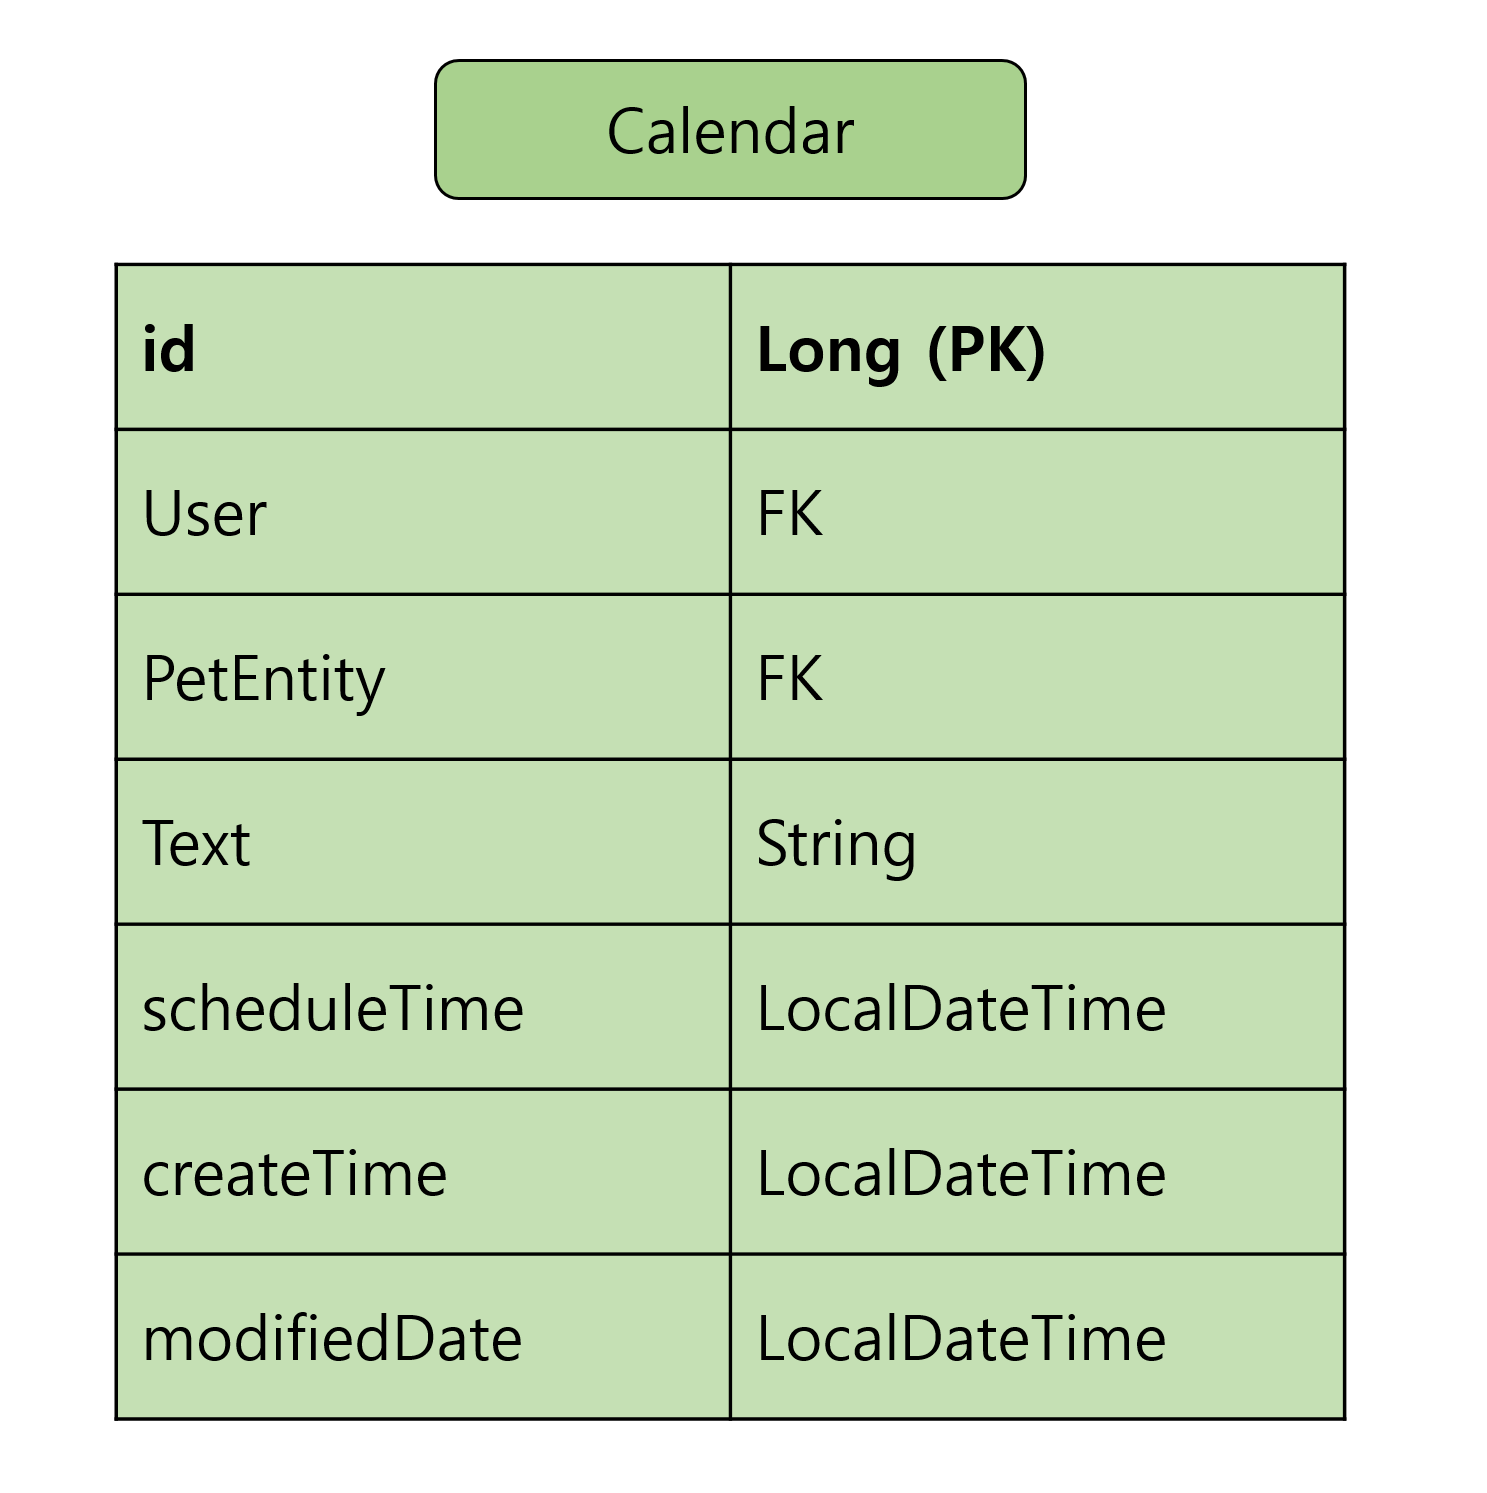 Calendar
id Long (PK)
User FK
PetEntity FK
Text String
scheduleTime LocalDateTime
createTime LocalDateTime
modifiedDate LocalDateTime